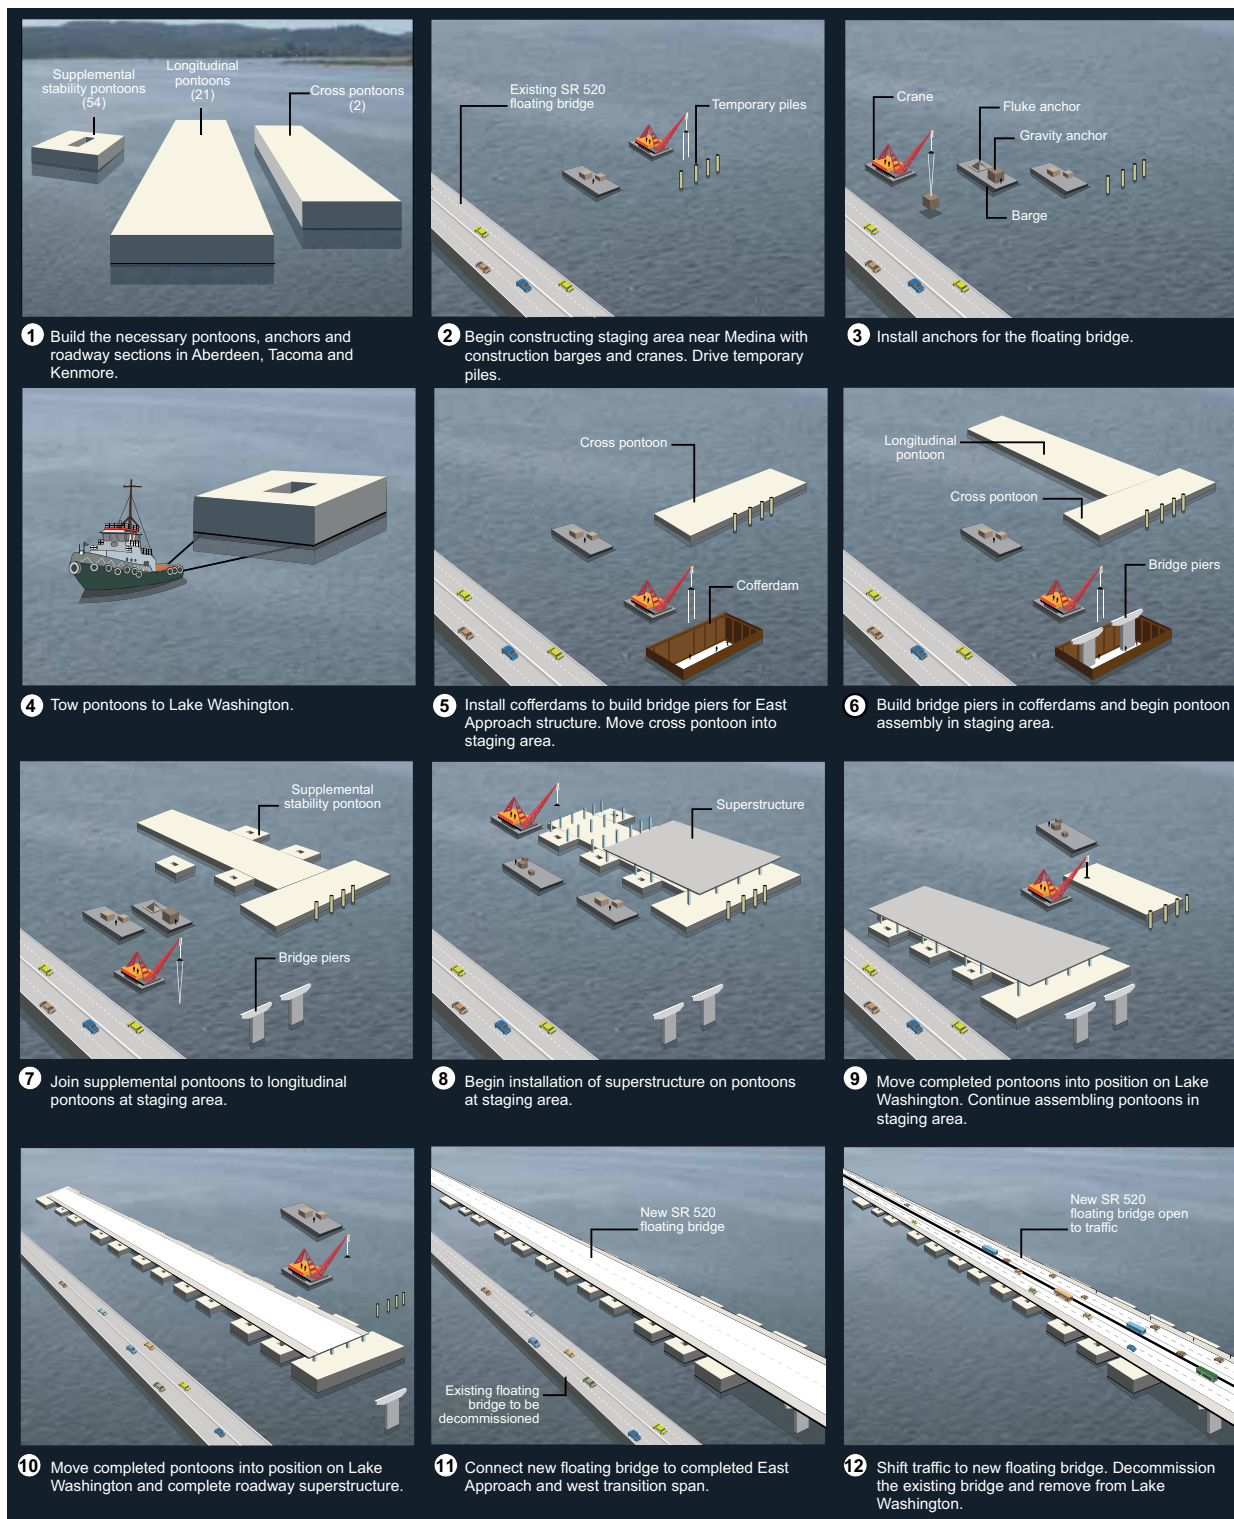 Supplemental
stability pontoons
(54)
Longitudinal
pontoons
(21)
Cross pontoons
(2)
1 Build the necessary pontoons, anchors and
roadway sections in Aberdeen, Tacoma and
Kenmore.
Existing SR 520
floating bridge
Temporary piles
2 Begin constructing staging area near Medina with
construction barges and cranes. Drive temporary
piles.
Crane
Fluke anchor
Gravity anchor
Barge
3 Install anchors for the floating bridge.
4 Tow pontoons to Lake Washington.
Cross pontoon
Cofferdam
5 Install cofferdams to build bridge piers for East
Approach structure. Move cross pontoon into
staging area.
Longitudinal
pontoon
Cross pontoon
Bridge piers
6 Build bridge piers in cofferdams and begin pontoon
assembly in staging area.
Supplemental
stability pontoon
Bridge piers
7 Join supplemental pontoons to longitudinal
pontoons at staging area.
Superstructure
8 Begin installation of superstructure on pontoons
at staging area.
9 Move completed pontoons into position on Lake
Washington. Continue assembling pontoons in
staging area.
10 Move completed pontoons into position on Lake
Washington and complete roadway superstructure.
New SR 520
floating bridge
Existing floating
bridge to be
decommissioned
11 Connect new floating bridge to completed East
Approach and west transition span.
New SR 520
floating bridge open
to traffic
12 Shift traffic to new floating bridge. Decommission
the existing bridge and remove from Lake
Washington.